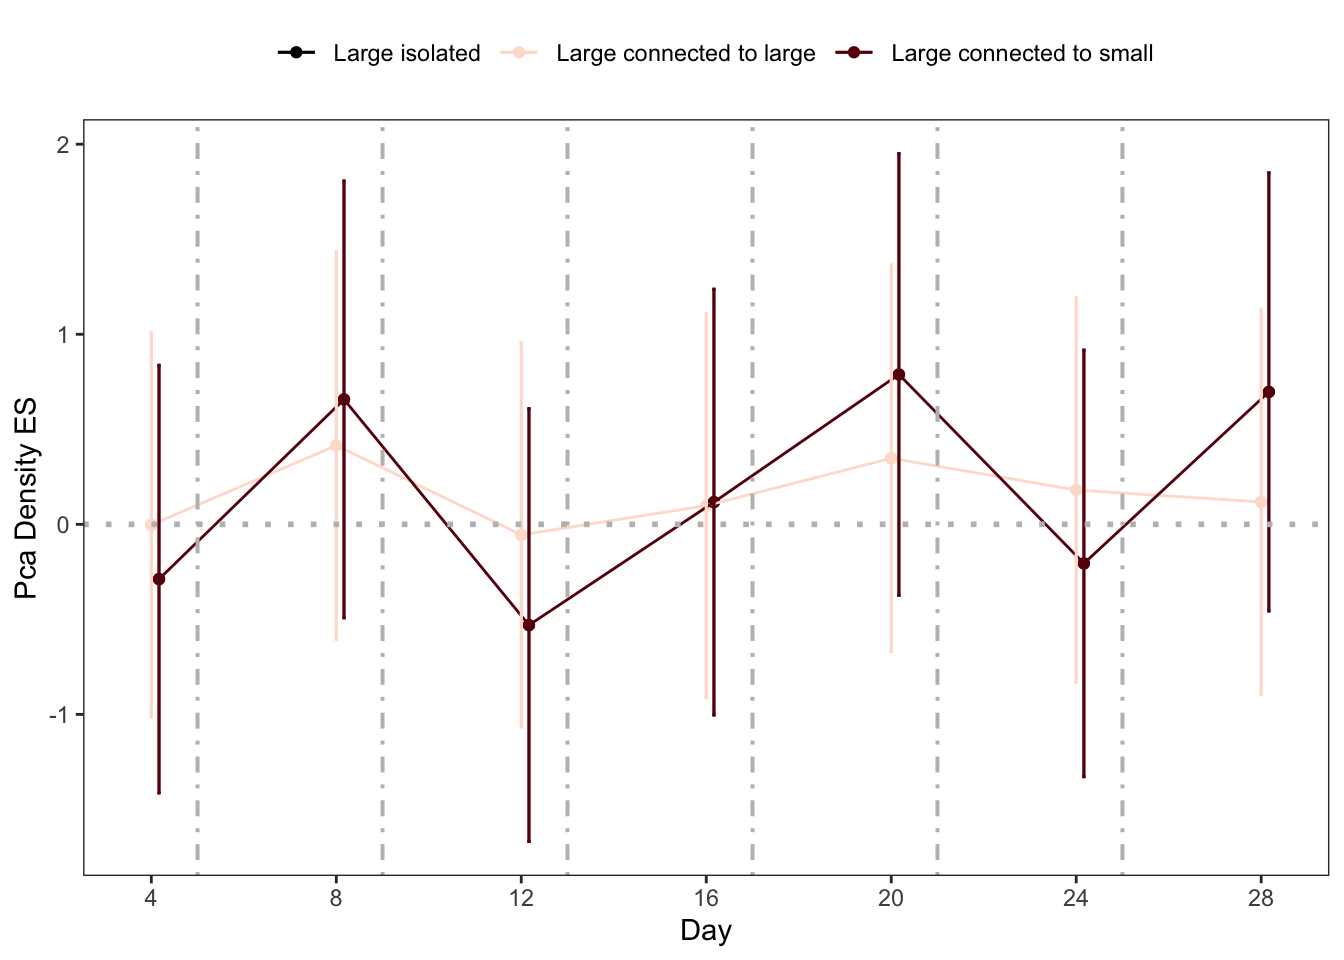 Large isolated Large connected to large Large connected to small
2
1
0
-1
Pca Density ES
4 8 12 16 20 24 28
Day